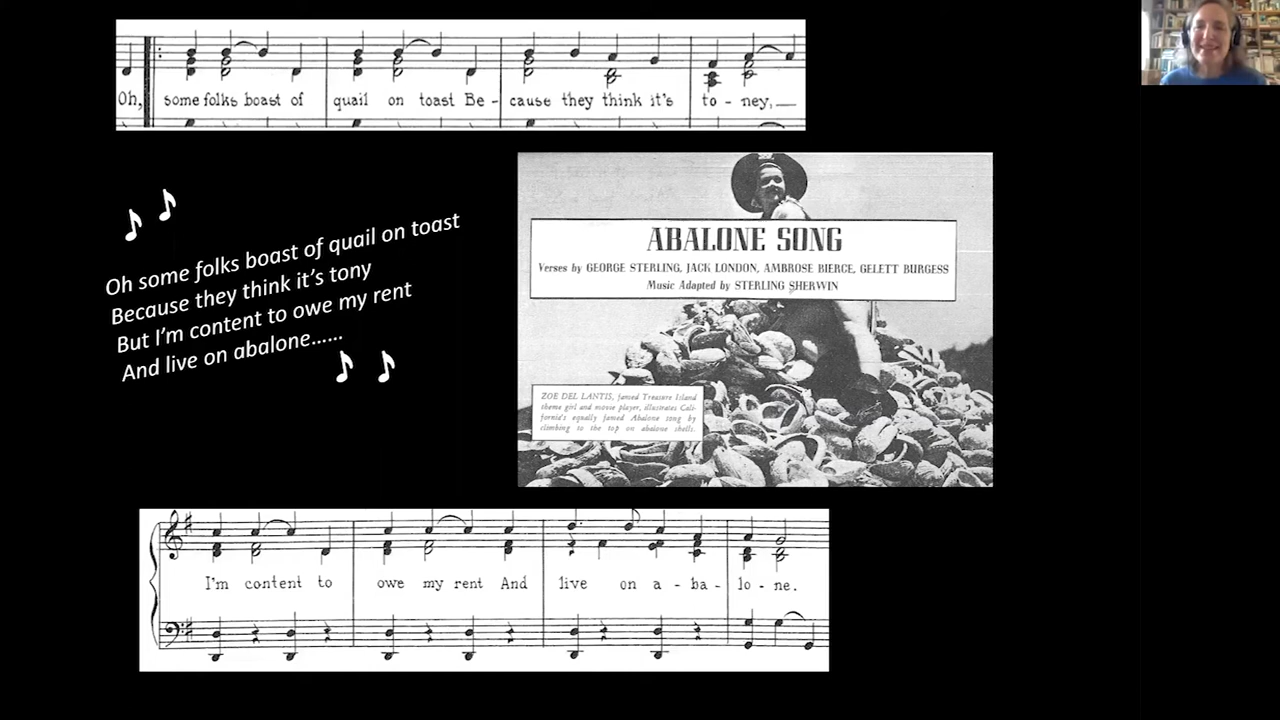 Oh, some folks boast of quail on toast Be - cause they think it's to - ney,
Oh some folks boast of quail on toast
Because they think it's tony
But I'm content to owe my rent
And live on abalone......
ABALONE SONG
Verses by GEORGE STERLING, JACK LONDON, AMBROSE BIERCE, GELETT BURGESS
Music Adapted by STERLING SHERWIN
ZOE DEL LANTIS, famed Treasure Island
theme girl and movie player, illustrates Cali-
fornia's equally famed Abalone song by
climbing to the top on abalone shells.
I'm content to owe my rent And live on a - ba - lo - ne.